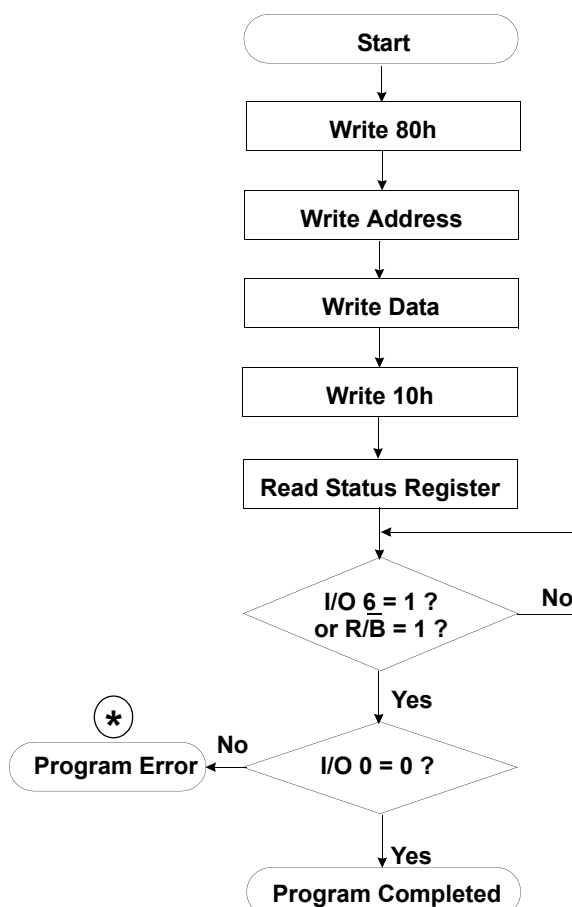 Start
Write 80h
Write Address
Write Data
Write 10h
Read Status Register
I/O 6 = 1 ?
or R/B̅ = 1 ?
No
Yes
*
No
Program Error
I/O 0 = 0 ?
Yes
Program Completed